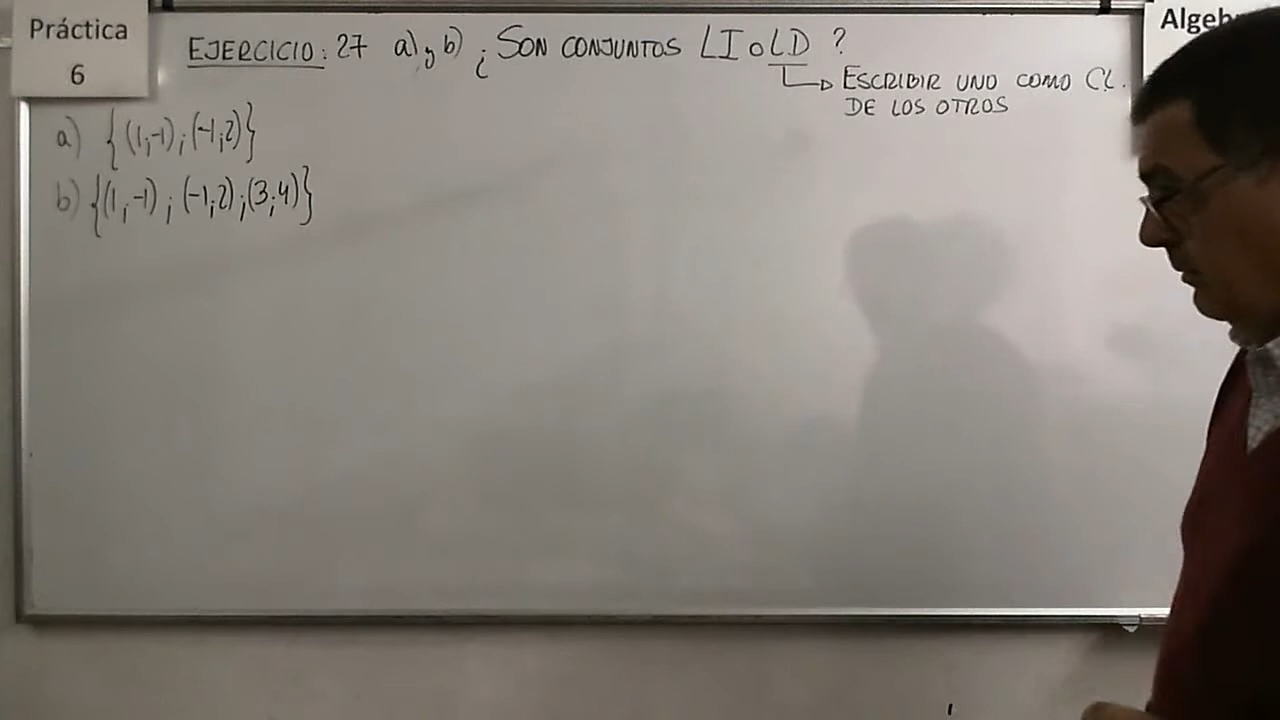 Práctica
6
Algeb
EJERCICIO: 27 a) y b) ¿SON CONJUNTOS LI o LD ?
ESCRIBIR UNO COMO CL.
DE LOS OTROS
a) {(1,-1);(-1;2)}
b) {(1,-1);(-1;2);(3;4)}